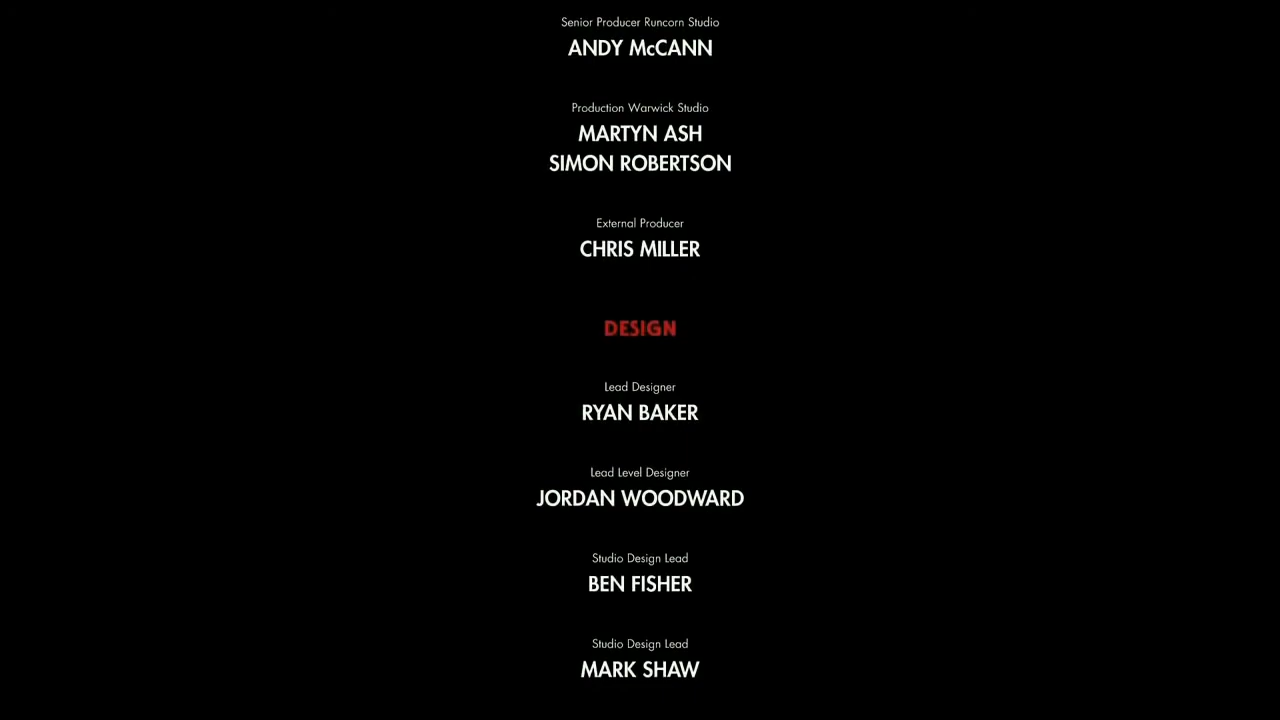 Senior Producer Runcorn Studio
ANDY McCANN
Production Warwick Studio
MARTYN ASH
SIMON ROBERTSON
External Producer
CHRIS MILLER
DESIGN
Lead Designer
RYAN BAKER
Lead Level Designer
JORDAN WOODWARD
Studio Design Lead
BEN FISHER
Studio Design Lead
MARK SHAW